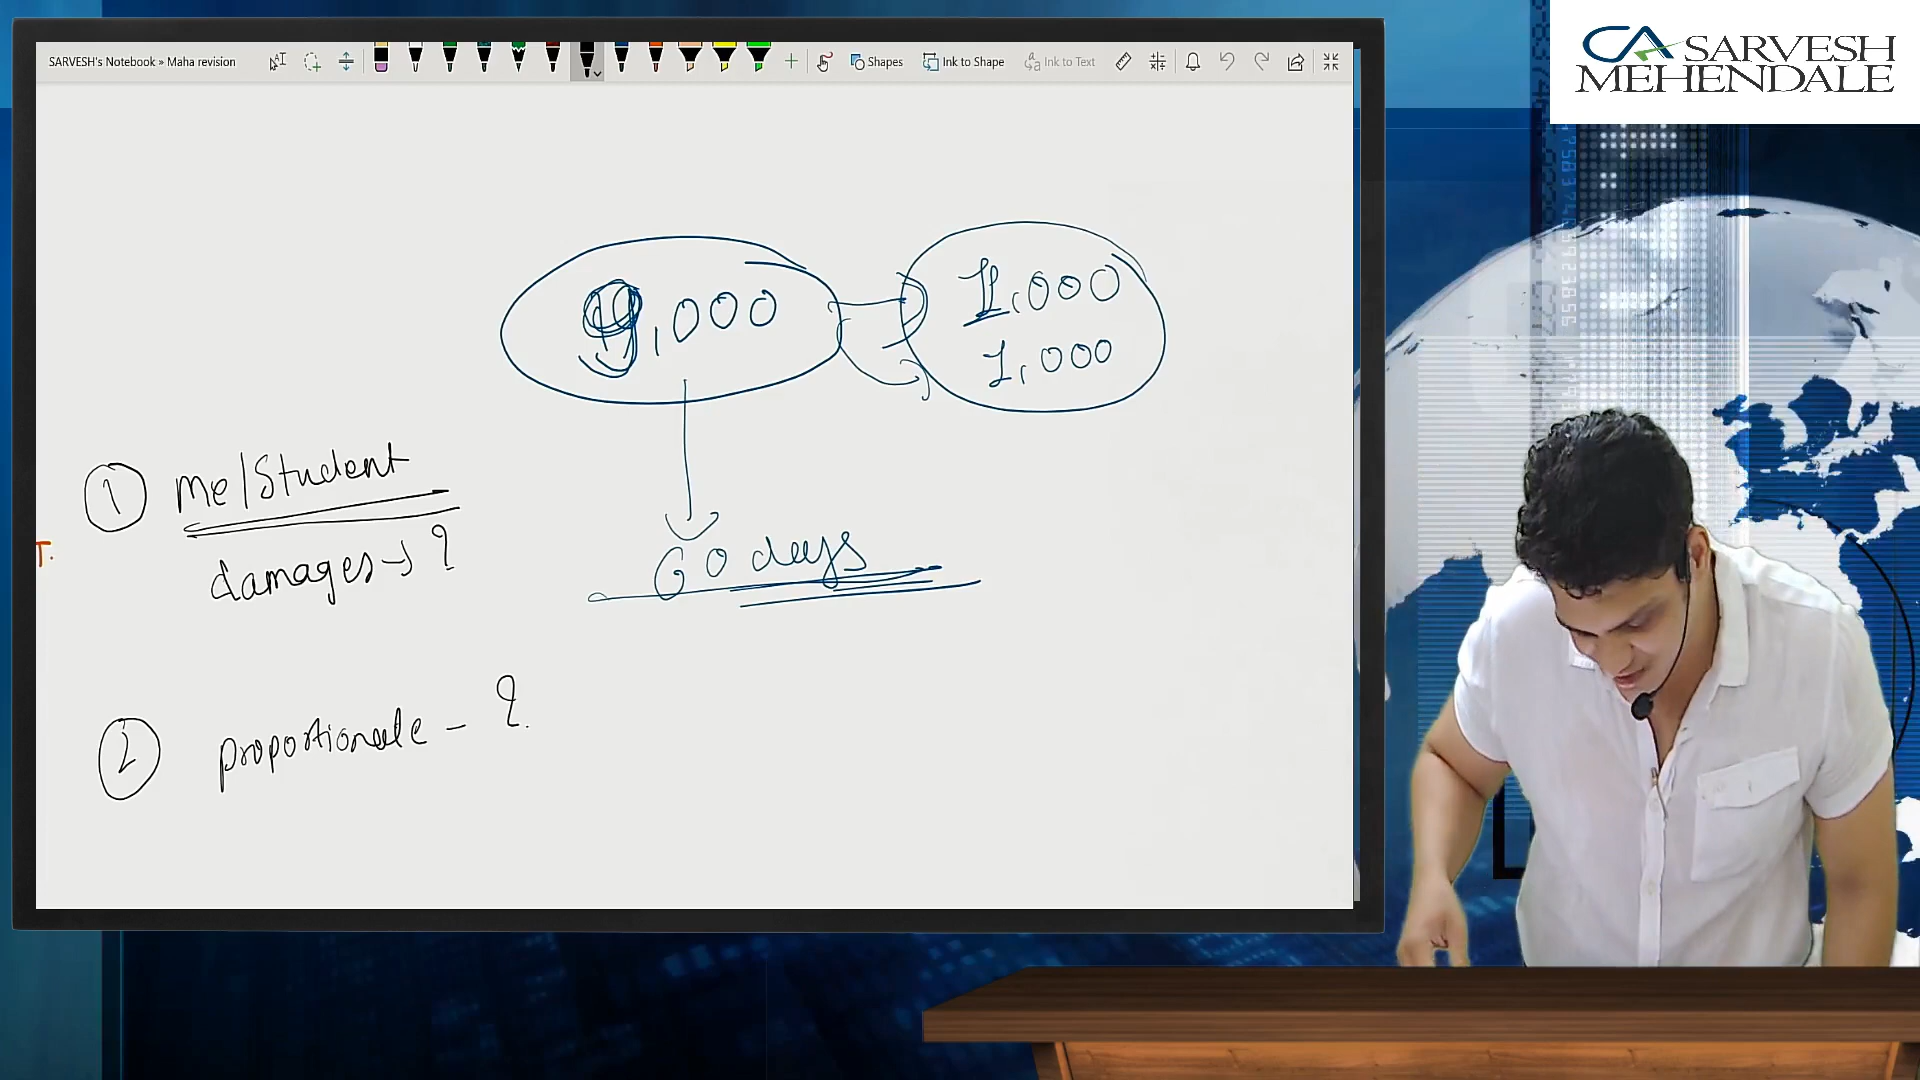 CA SARVESH
MEHENDALE
SARVESH's Notebook » Maha revision
Shapes
Ink to Shape
Ink to Text
9,000
1,000
1,000
① Me/Student
damages → ?
60 days
② proportionate - ?
T.